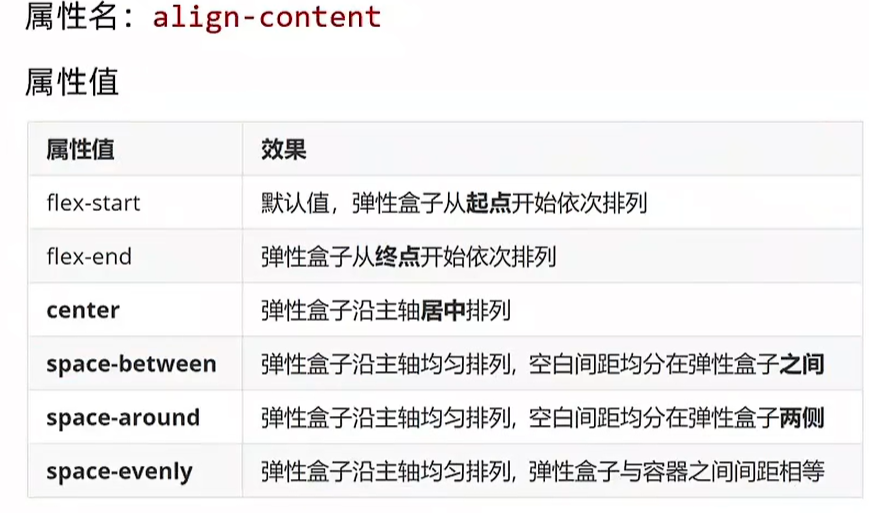 属性名：align-content
属性值
属性值 效果
flex-start 默认值，弹性盒子从起点开始依次排列
flex-end 弹性盒子从终点开始依次排列
center 弹性盒子沿主轴居中排列
space-between 弹性盒子沿主轴均匀排列, 空白间距均分在弹性盒子之间
space-around 弹性盒子沿主轴均匀排列, 空白间距均分在弹性盒子两侧
space-evenly 弹性盒子沿主轴均匀排列, 弹性盒子与容器之间间距相等